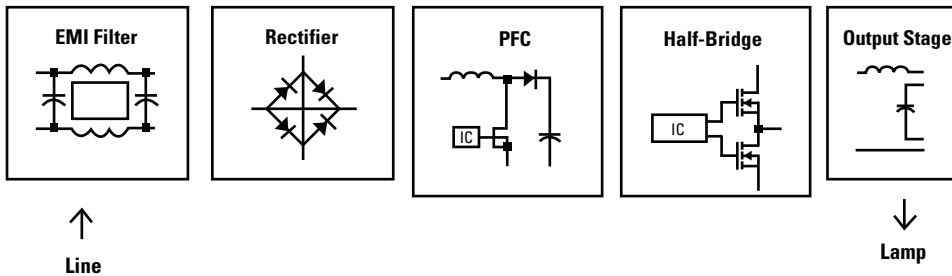 EMI Filter
Rectifier
PFC
Half-Bridge
Output Stage
IC
IC
Line
Lamp